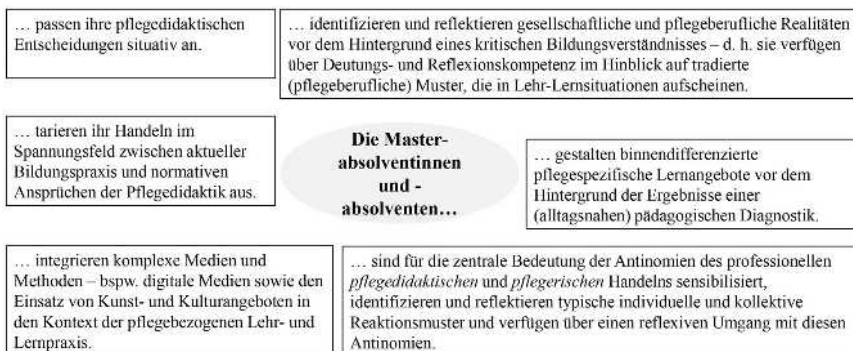 … passen ihre pflegedidaktischen
Entscheidungen situativ an.
… identifizieren und reflektieren gesellschaftliche und pflegeberufliche Realitäten
vor dem Hintergrund eines kritischen Bildungsverständnisses – d. h. sie verfügen
über Deutungs- und Reflexionskompetenz im Hinblick auf tradierte
(pflegeberufliche) Muster, die in Lehr-Lernsituationen aufscheinen.
… tarieren ihr Handeln im
Spannungsfeld zwischen aktueller
Bildungspraxis und normativen
Ansprüchen der Pflegedidaktik aus.
Die Master-
absolventinnen
und -
absolventen…
… gestalten binnendifferenzierte
pflegespezifische Lernangebote vor dem
Hintergrund der Ergebnisse einer
(alltagsnahen) pädagogischen Diagnostik.
… integrieren komplexe Medien und
Methoden – bspw. digitale Medien sowie den
Einsatz von Kunst- und Kulturangeboten in
den Kontext der pflegebezogenen Lehr- und
Lernpraxis.
… sind für die zentrale Bedeutung der Antinomien des professionellen
pflegedidaktischen und pflegerischen Handelns sensibilisiert,
identifizieren und reflektieren typische individuelle und kollektive
Reaktionsmuster und verfügen über einen reflexiven Umgang mit diesen
Antinomien.